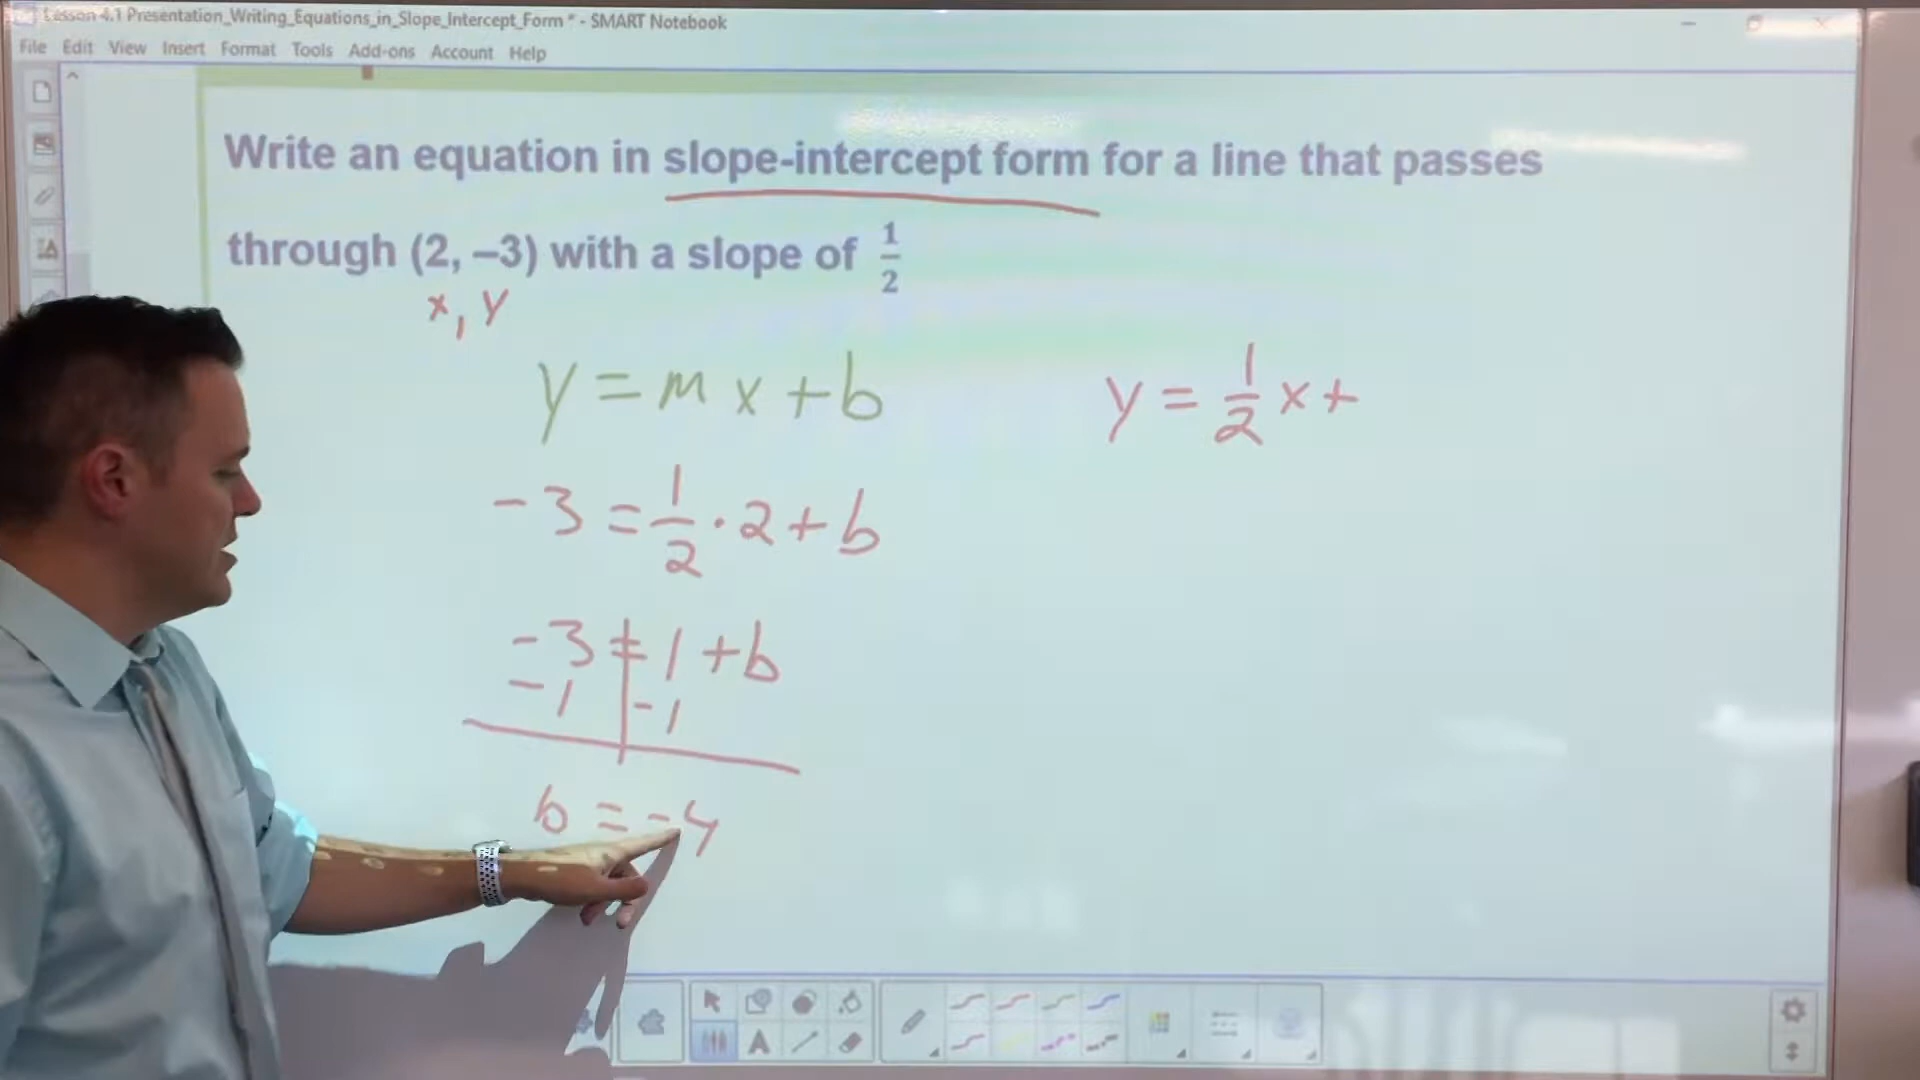 Lesson 4.1 Presentation_Writing_Equations_in_Slope_Intercept_Form * - SMART Notebook
File Edit View Insert Format Tools Add-ons Account Help
Write an equation in slope-intercept form for a line that passes
through (2, –3) with a slope of 1/2
x, y
y = mx + b
y = 1/2 x +
-3 = 1/2 · 2 + b
-3 = 1 + b
-1 -1
b = -4
A